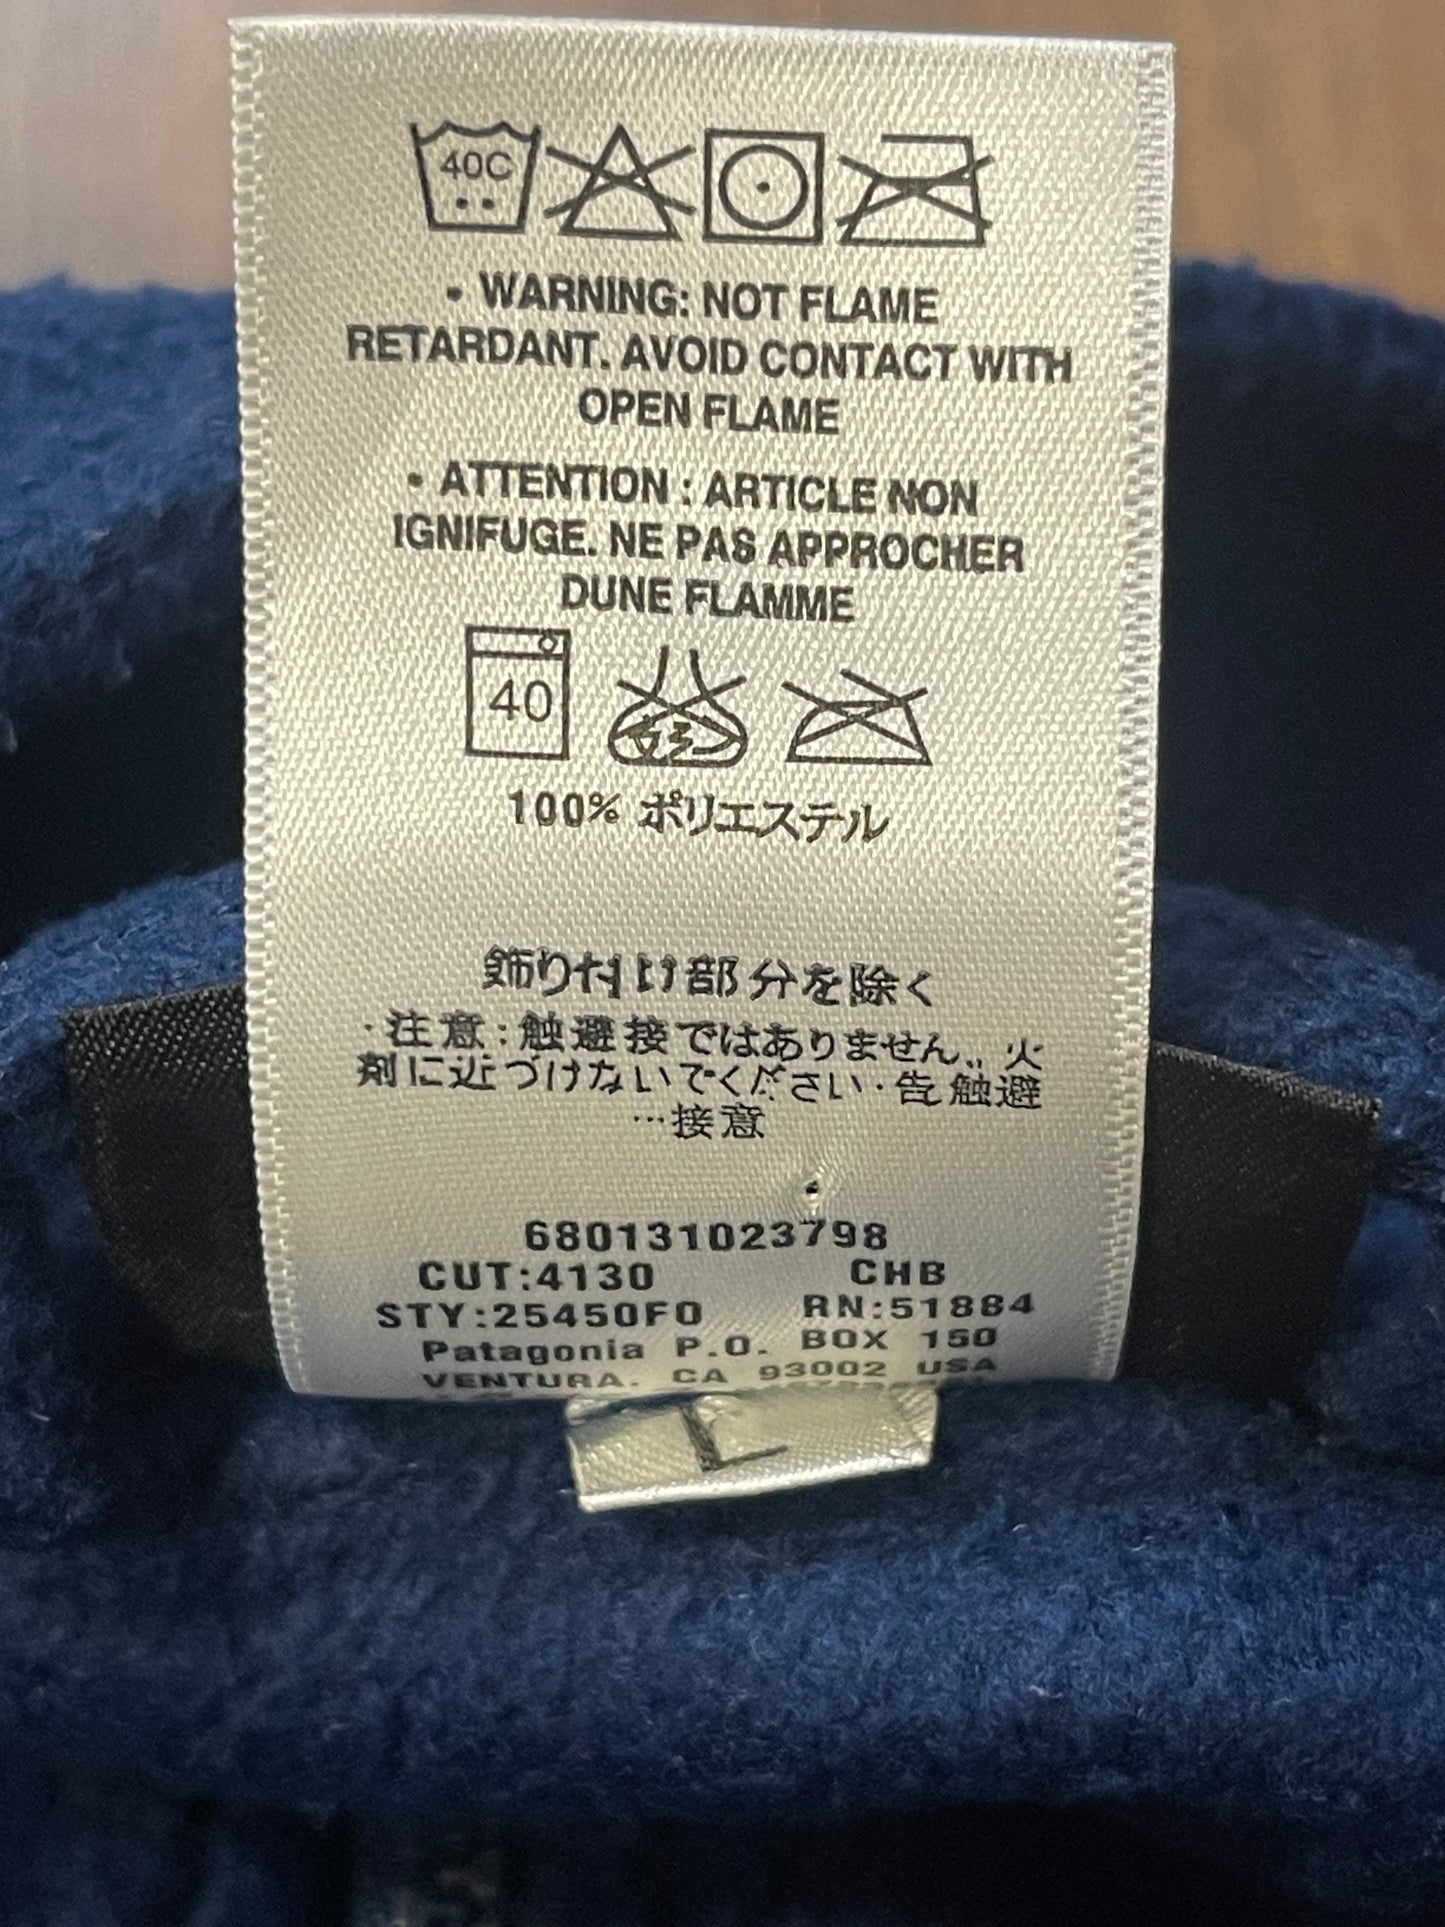 40C
• WARNING: NOT FLAME
RETARDANT. AVOID CONTACT WITH
OPEN FLAME
• ATTENTION : ARTICLE NON
IGNIFUGE. NE PAS APPROCHER
DUNE FLAMME
40
100% ポリエステル
飾り付け部分を除く
・注意:触避接ではありません。火
剤に近づけないでください・告触避
…接意
680131023798
CUT:4130 CHB
STY:25450F0 RN:51884
Patagonia P.O. BOX 150
VENTURA. CA 93002 USA
L